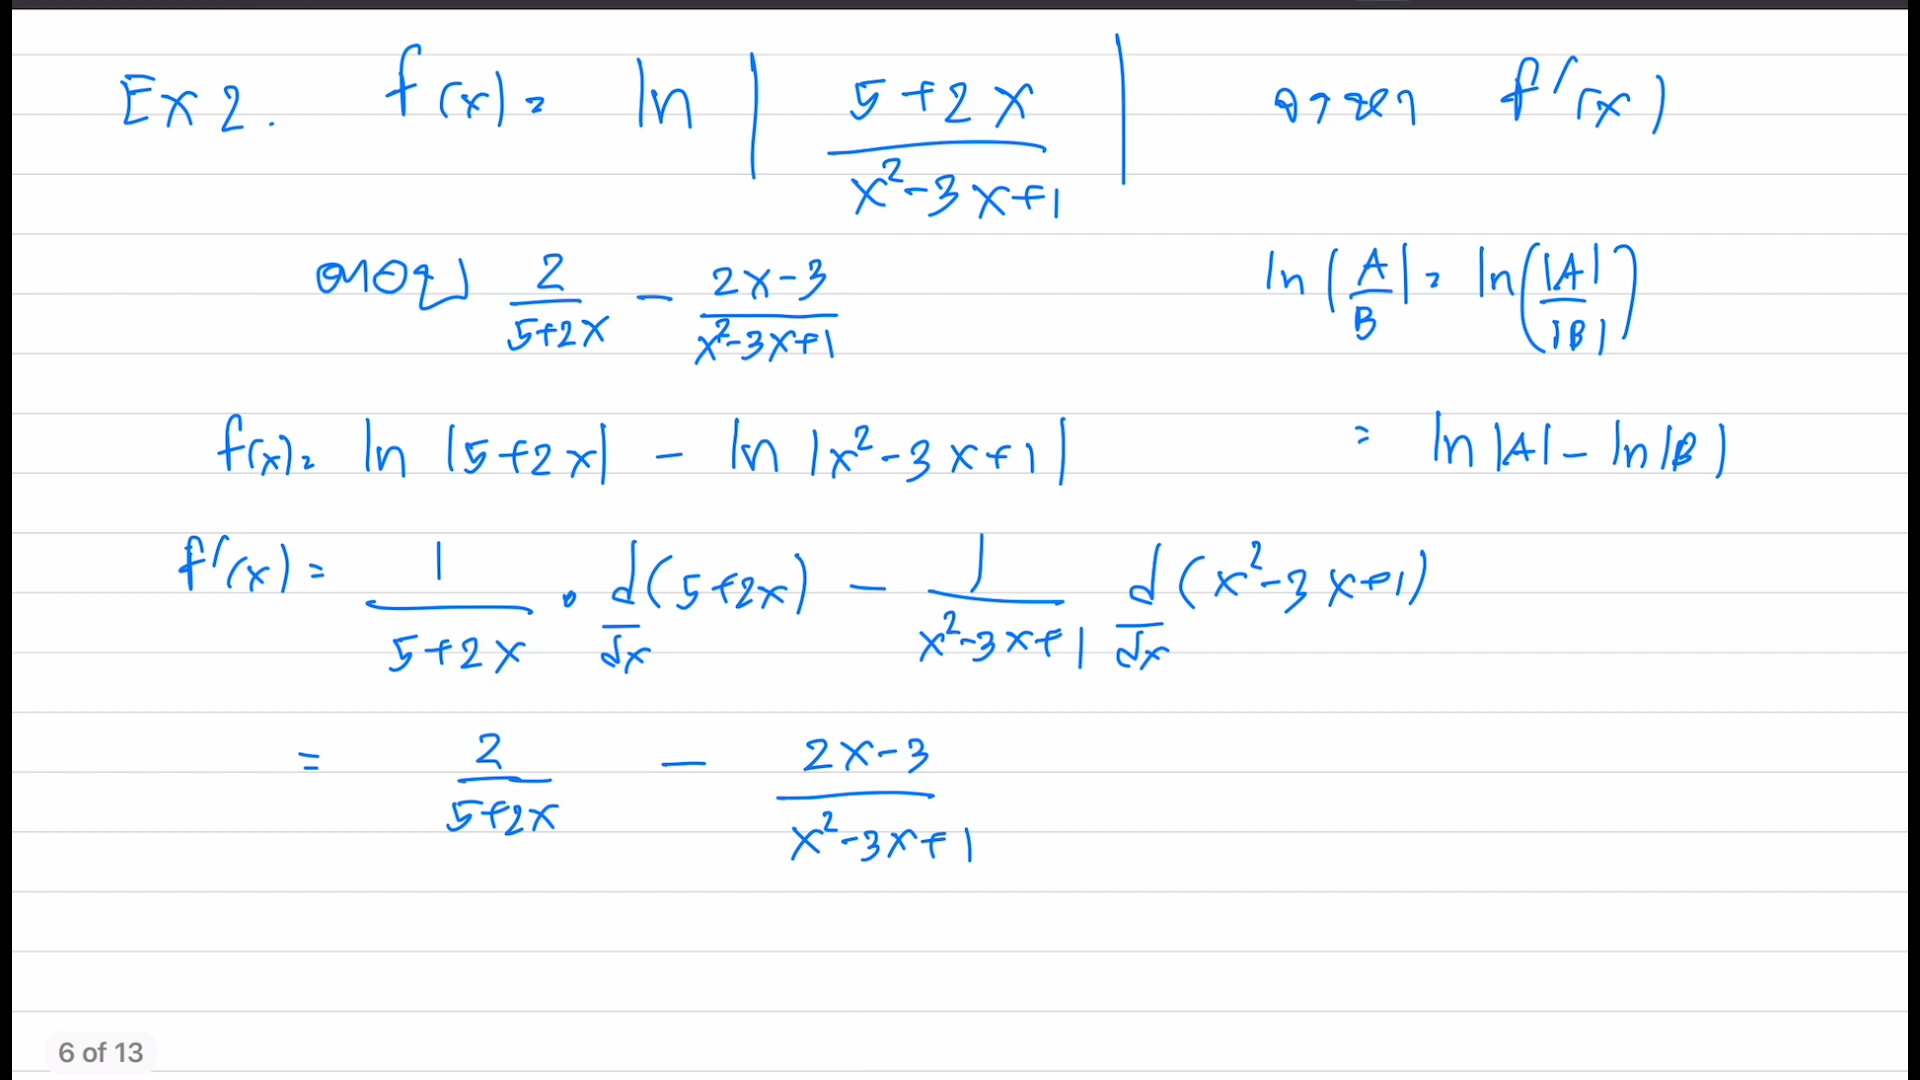 Ex 2. f(x) = ln | (5+2x)/(x²-3x+1) | จงหา f'(x)
ตอบ 2/(5+2x) - (2x-3)/(x²-3x+1) ln |A/B| = ln(|A|/|B|)
f(x) = ln |5+2x| - ln |x²-3x+1| = ln|A| - ln|B|
f'(x) = 1/(5+2x) · d/dx (5+2x) - 1/(x²-3x+1) d/dx (x²-3x+1)
= 2/(5+2x) - (2x-3)/(x²-3x+1)
6 of 13